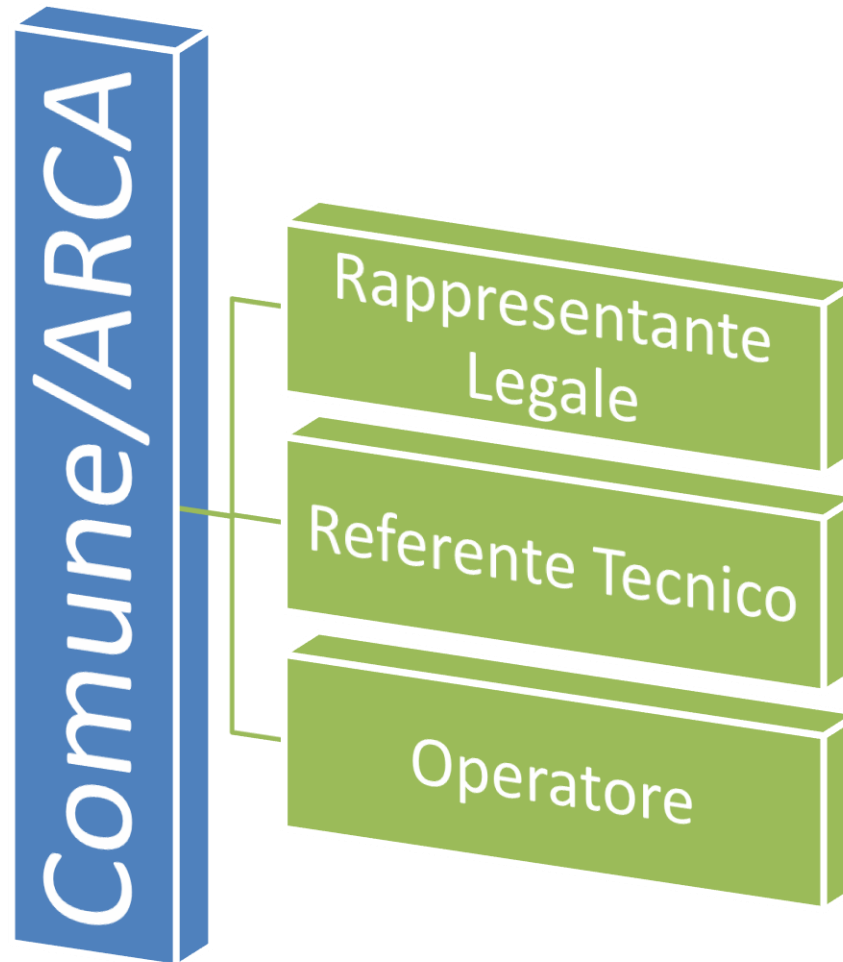 Comune/ARCA
Rappresentante
Legale
Referente Tecnico
Operatore